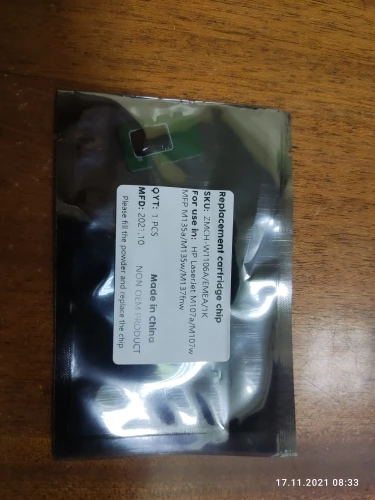 Replacement cartridge chip
SKU: ZMCH-W1106A/EMEA/1K
For use in: HP LaserJet M107a/M107w
MFP M135a/M135w/M137fnw
QYT: 1 PCS Made in China
MFD: 2021.10 NON OEM PRODUCT
Please fill the powder and replace the chip
17.11.2021 08:33